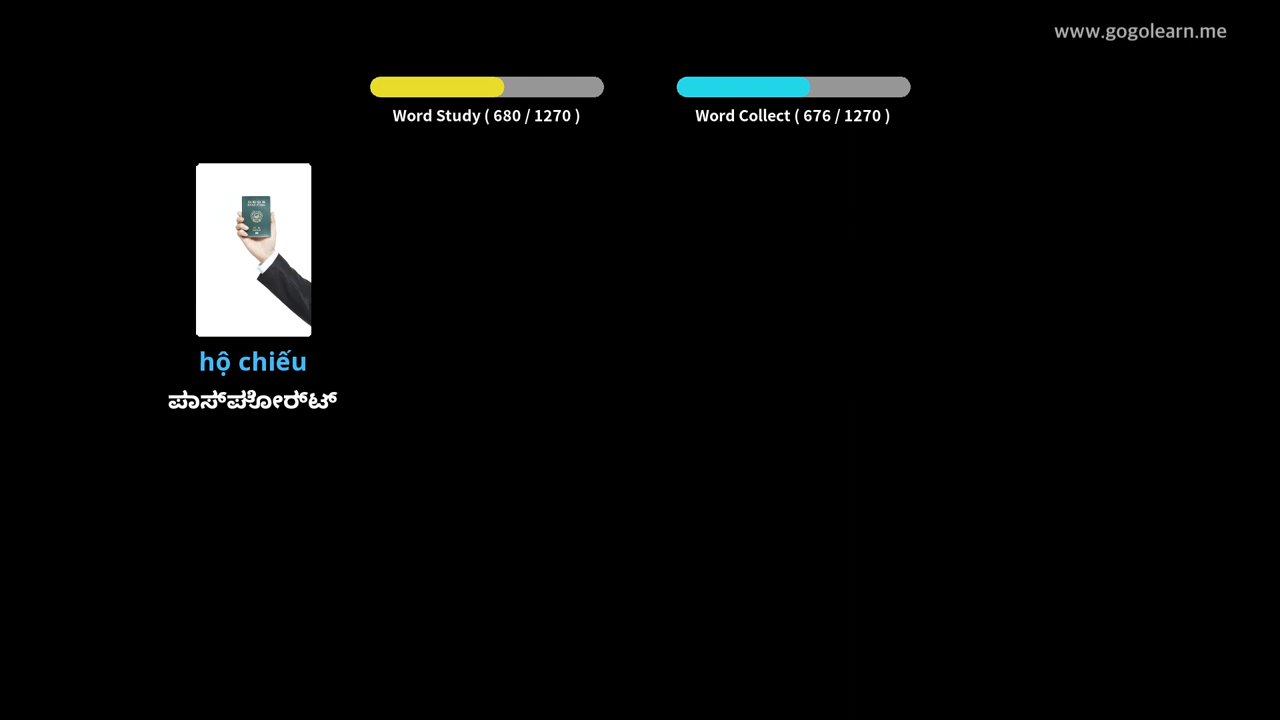 www.gogolearn.me
Word Study ( 680 / 1270 )
Word Collect ( 676 / 1270 )
hộ chiếu
ಪಾಸ್‌ಪೋರ್ಟ್